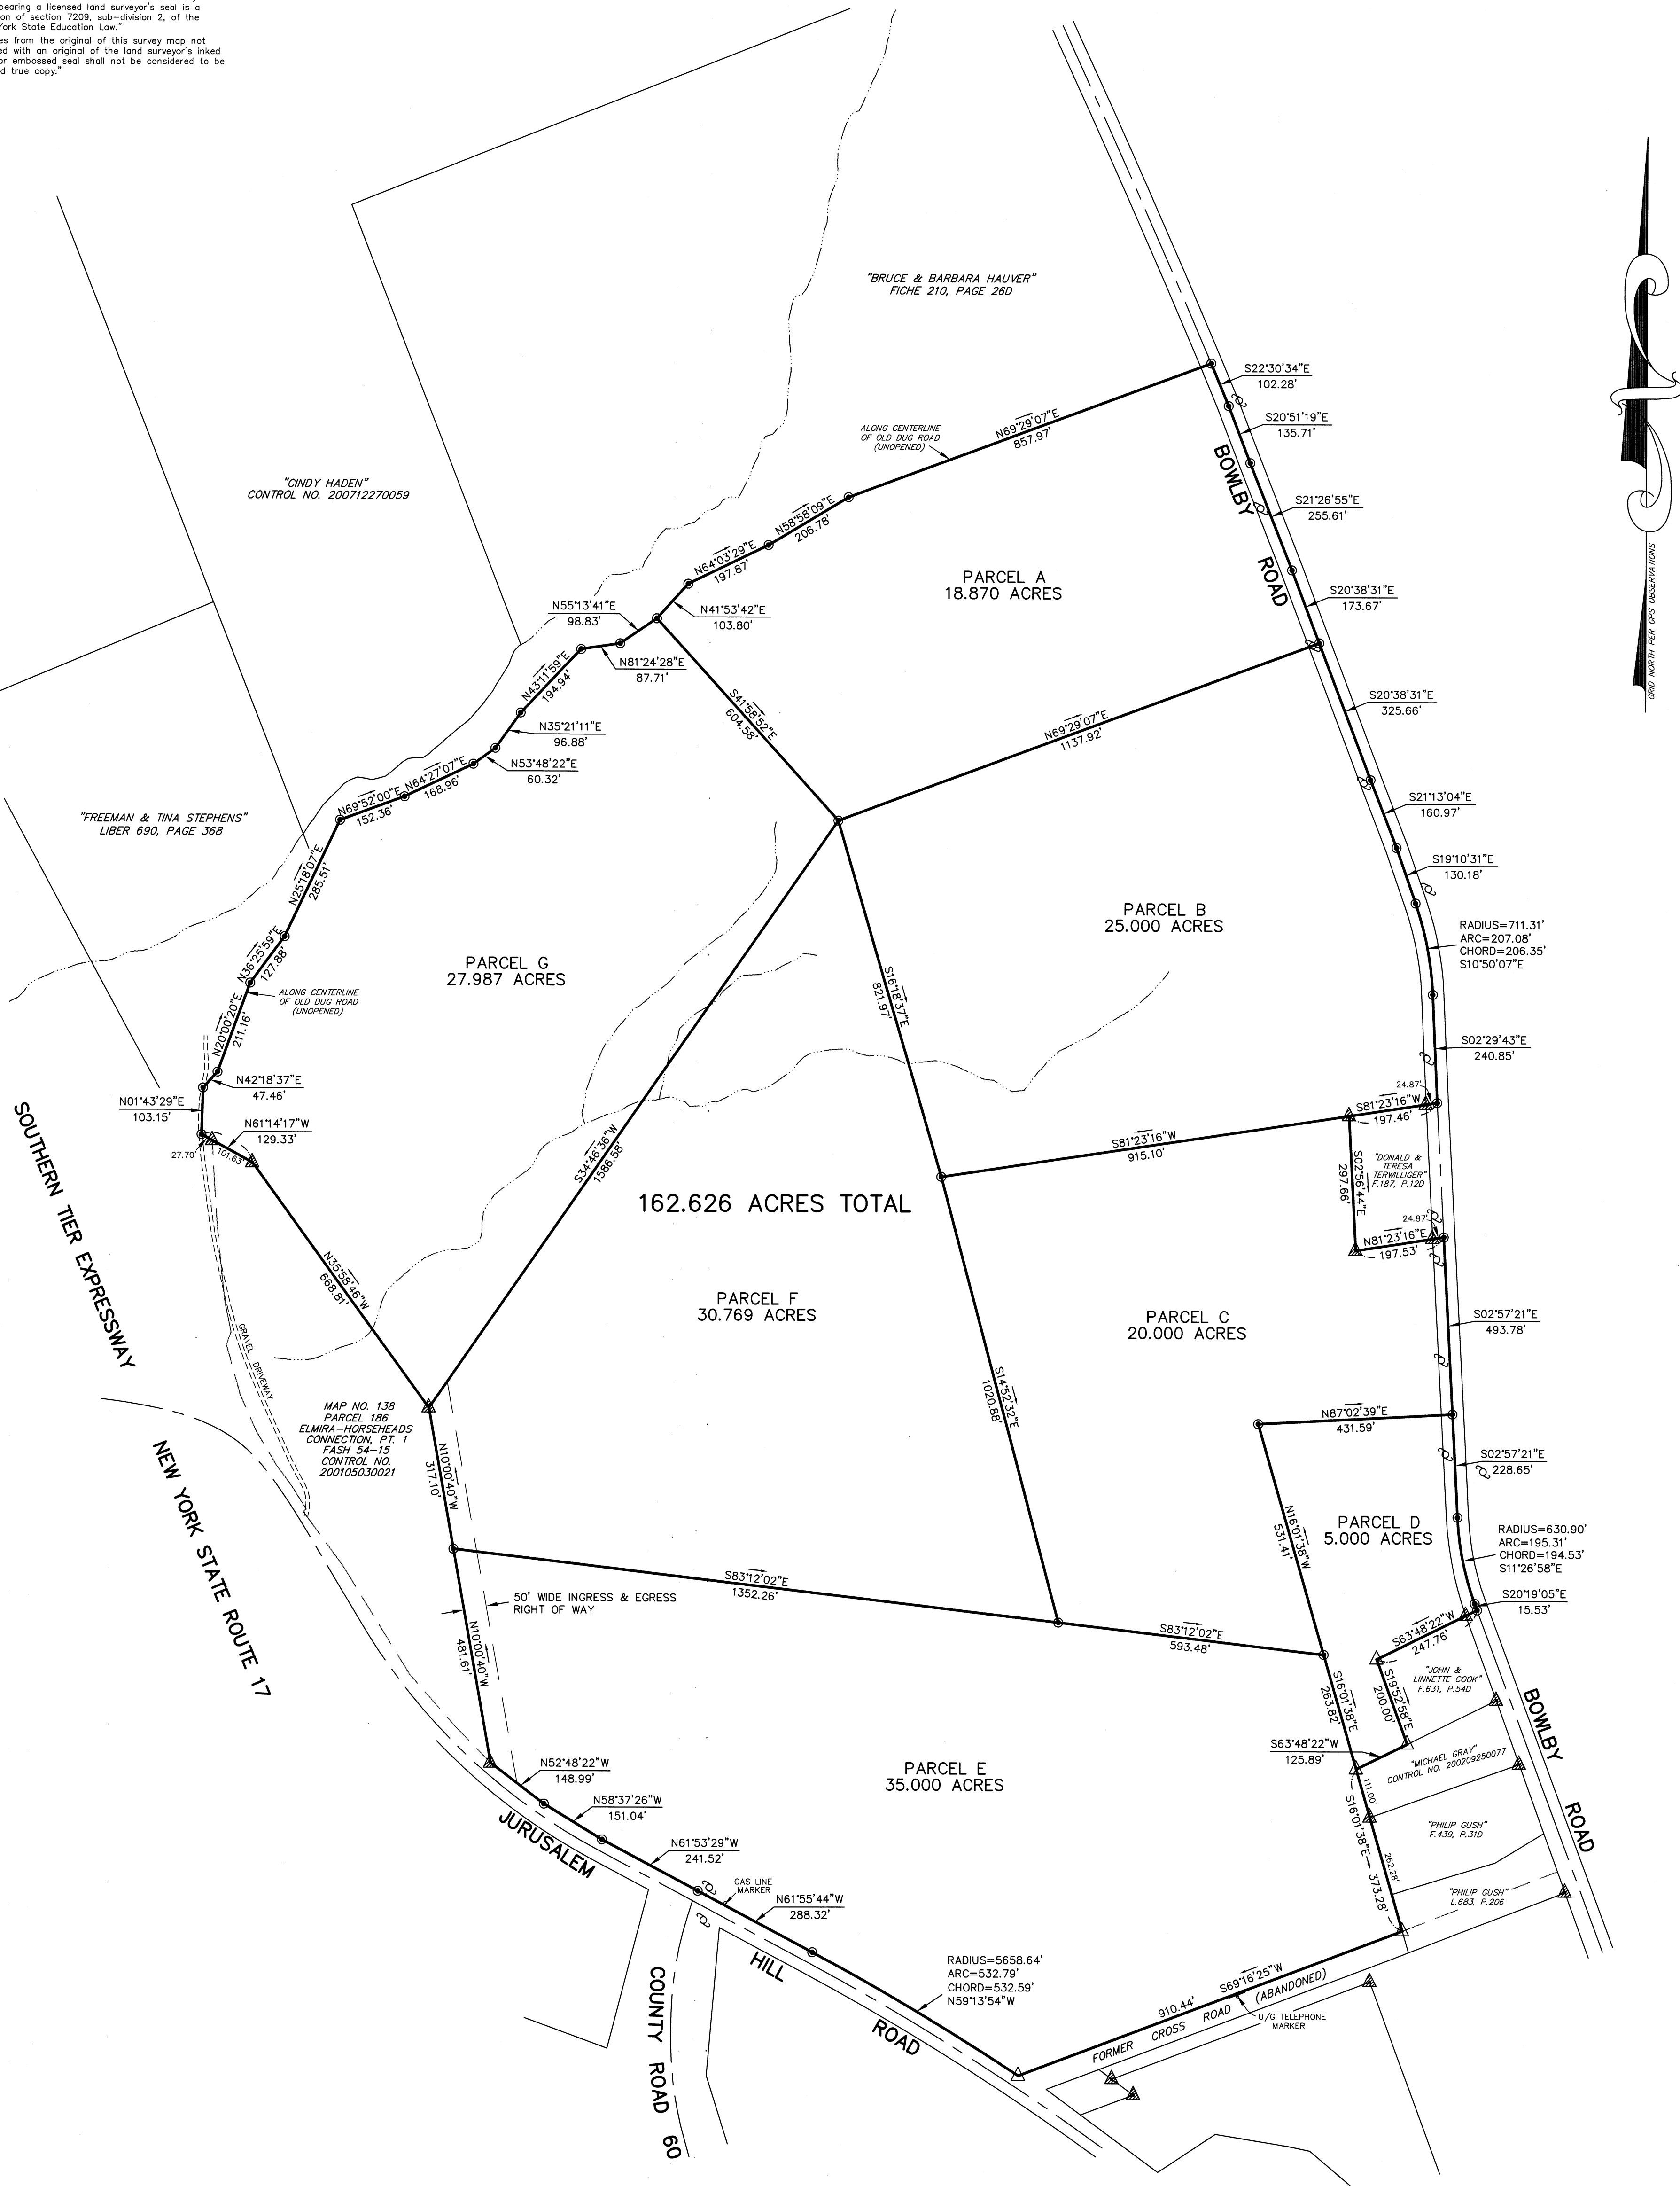 bearing a licensed land surveyor's seal is a
on of section 7209, sub-division 2, of the
York State Education Law."
es from the original of this survey map not
ed with an original of the land surveyor's inked
or embossed seal shall not be considered to be
d true copy."
"BRUCE & BARBARA HAUVER"
FICHE 210, PAGE 26D
S22°30'34"E
102.28'
S20°51'19"E
135.71'
N69°29'07"E
857.97'
ALONG CENTERLINE
OF OLD DUG ROAD
(UNOPENED)
BOWLBY ROAD
S21°26'55"E
255.61'
"CINDY HADEN"
CONTROL NO. 200712270059
N58°58'09"E
206.78'
N64°03'29"E
197.87'
GRID NORTH PER GPS OBSERVATIONS
PARCEL A
18.870 ACRES
S20°38'31"E
173.67'
N55°13'41"E
98.83'
N41°53'42"E
103.80'
N81°24'28"E
87.71'
N43°11'59"E
194.94'
S20°38'31"E
325.66'
S41°58'52"E
604.58'
N69°29'07"E
1137.92'
N35°21'11"E
96.88'
N53°48'22"E
60.32'
N64°27'07"E
168.96'
N69°52'00"E
152.36'
S21°13'04"E
160.97'
"FREEMAN & TINA STEPHENS"
LIBER 690, PAGE 368
S19°10'31"E
130.18'
N25°18'07"E
285.51'
PARCEL B
25.000 ACRES
RADIUS=711.31'
ARC=207.08'
CHORD=206.35'
S10°50'07"E
N36°25'59"E
127.88'
PARCEL G
27.987 ACRES
S16°18'37"E
821.97'
ALONG CENTERLINE
OF OLD DUG ROAD
(UNOPENED)
N20°00'20"E
211.16'
S02°29'43"E
240.85'
N42°18'37"E
47.46'
N01°43'29"E
103.15'
24.87'
S81°23'16"W
197.46'
N61°14'17"W
129.33'
27.70'
101.63'
S34°46'36"W
1586.58'
S81°23'16"W
915.10'
S02°56'44"E
297.66'
"DONALD &
TERESA
TERWILLIGER"
F.187, P.12D
162.626 ACRES TOTAL
24.87'
N81°23'16"E
197.53'
SOUTHERN TIER EXPRESSWAY
N35°58'46"W
668.81'
PARCEL F
30.769 ACRES
PARCEL C
20.000 ACRES
S02°57'21"E
493.78'
GRAVEL DRIVEWAY
S14°52'32"E
1020.88'
MAP NO. 138
PARCEL 186
ELMIRA-HORSEHEADS
CONNECTION, PT. 1
FASH 54-15
CONTROL NO.
200105030021
N87°02'39"E
431.59'
N10°00'40"W
317.10'
S02°57'21"E
228.65'
NEW YORK STATE ROUTE 17
N16°01'38"W
531.41'
PARCEL D
5.000 ACRES
RADIUS=630.90'
ARC=195.31'
CHORD=194.53'
S11°26'58"E
S83°12'02"E
1352.26'
50' WIDE INGRESS & EGRESS
RIGHT OF WAY
S20°19'05"E
15.53'
S83°12'02"E
593.48'
S63°48'22"W
247.76'
N10°00'40"W
481.61'
S16°01'38"E
263.82'
S19°52'58"E
200.00'
"JOHN &
LINNETTE COOK"
F.631, P.54D
BOWLBY ROAD
S63°48'22"W
125.89'
"MICHAEL GRAY"
CONTROL NO. 200209250077
PARCEL E
35.000 ACRES
N52°48'22"W
148.99'
111.00'
N58°37'26"W
151.04'
S16°01'38"E 373.28'
"PHILIP GUSH"
F.439, P.31D
N61°53'29"W
241.52'
262.28'
GAS LINE
MARKER
N61°55'44"W
288.32'
"PHILIP GUSH"
L.683, P.206
JURUSALEM HILL ROAD
RADIUS=5658.64'
ARC=532.79'
CHORD=532.59'
N59°13'54"W
S69°16'25"W
910.44'
U/G TELEPHONE
MARKER
FORMER CROSS ROAD (ABANDONED)
COUNTY ROAD 60